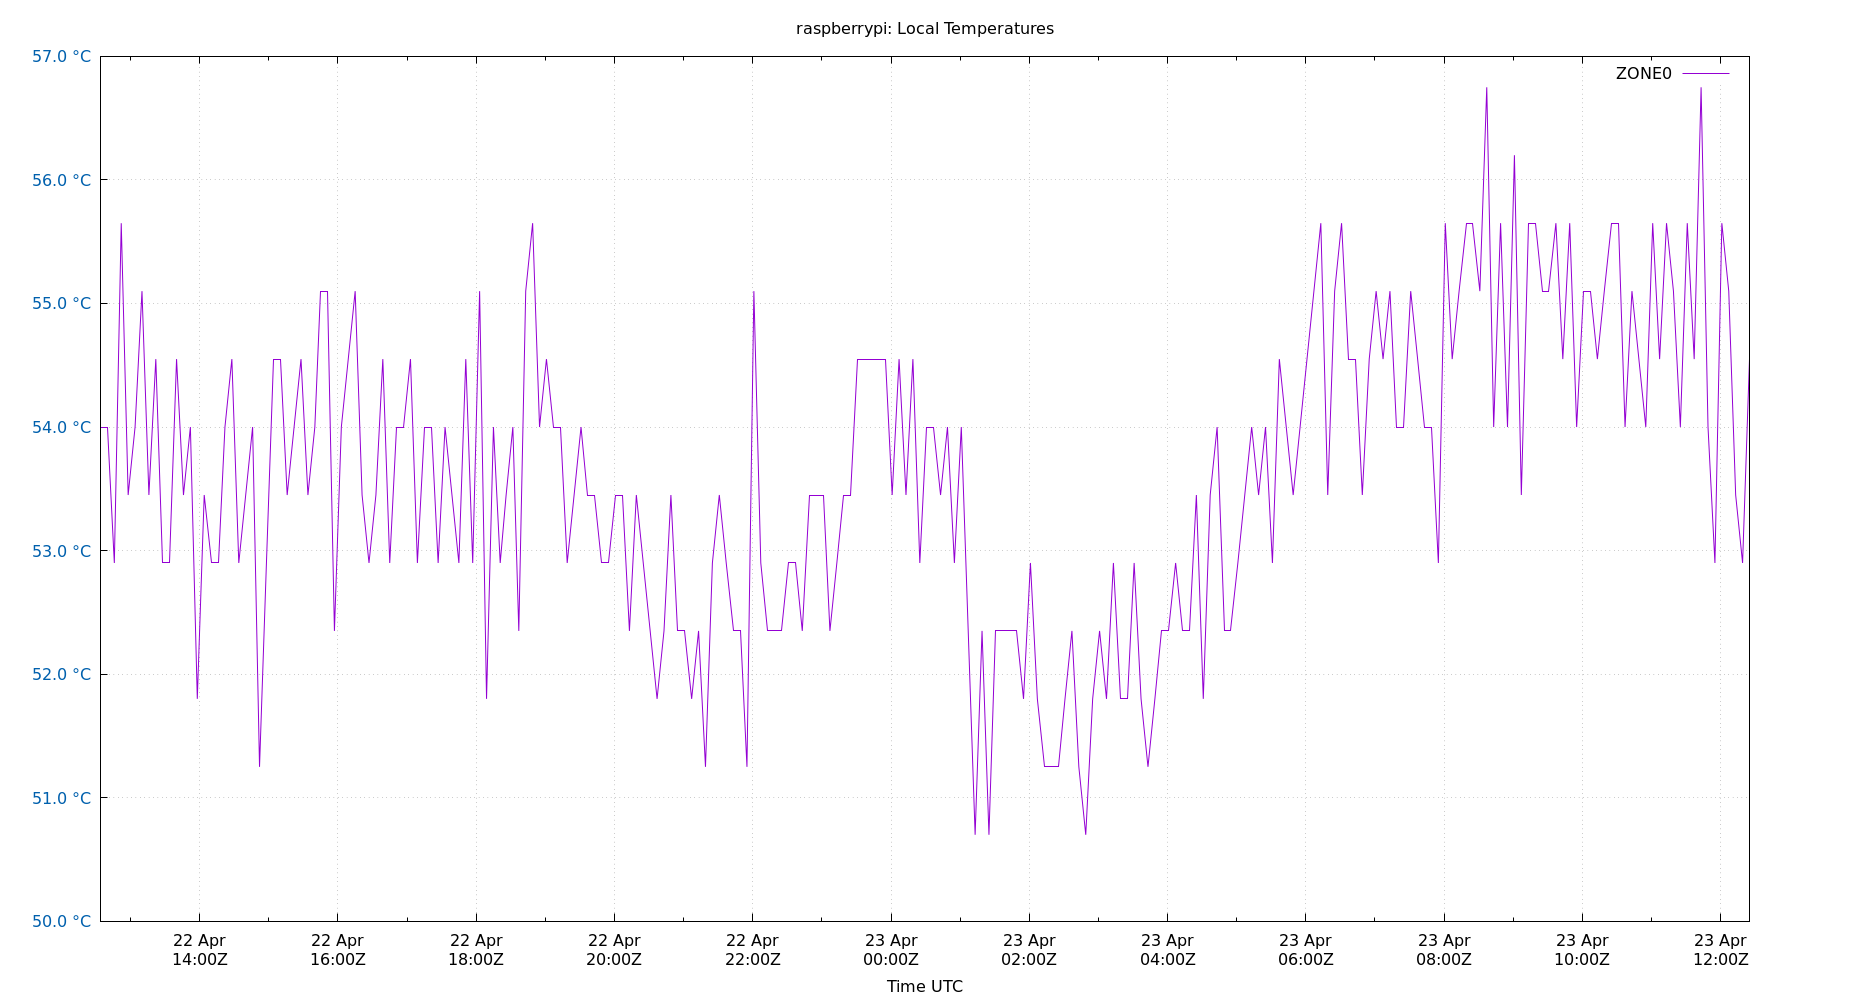 raspberrypi: Local Temperatures
57.0 °C
ZONE0
56.0 °C
55.0 °C
54.0 °C
53.0 °C
52.0 °C
51.0 °C
50.0 °C
22 Apr 22 Apr 22 Apr 22 Apr 22 Apr 23 Apr 23 Apr 23 Apr 23 Apr 23 Apr 23 Apr 23 Apr
14:00Z 16:00Z 18:00Z 20:00Z 22:00Z 00:00Z 02:00Z 04:00Z 06:00Z 08:00Z 10:00Z 12:00Z
Time UTC